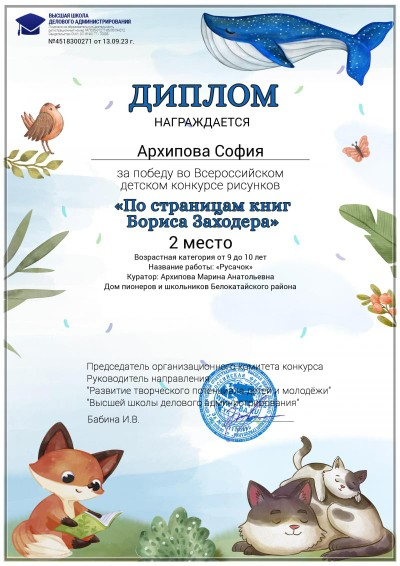 ВЫСШАЯ ШКОЛА
ДЕЛОВОГО АДМИНИСТРИРОВАНИЯ
№4518300271 от 13.09.23 г.
ДИПЛОМ
НАГРАЖДАЕТСЯ
Архипова София
за победу во Всероссийском
детском конкурсе рисунков
«По страницам книг
Бориса Заходера»
2 место
Возрастная категория от 9 до 10 лет
Название работы: «Русачок»
Куратор: Архипова Марина Анатольевна
Дом пионеров и школьников Белокатайского района
Председатель организационного комитета конкурса
Руководитель направления
"Развитие творческого потенциала детей и молодёжи"
"Высшей школы делового администрирования"
Бабина И.В.